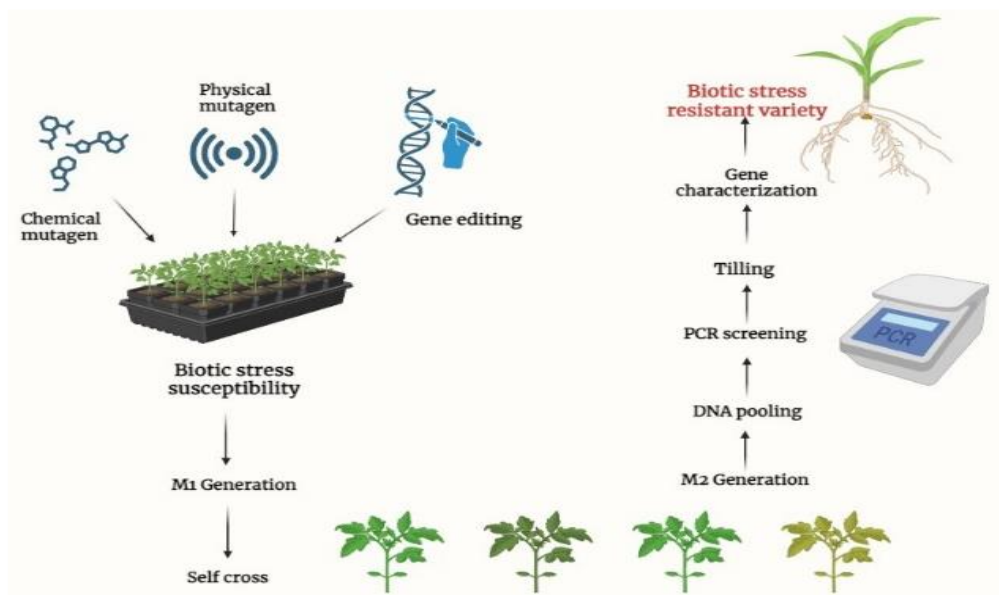 Physical
mutagen
Chemical
mutagen
Gene editing
Biotic stress
susceptibility
M1 Generation
Self cross
Biotic stress
resistant variety
Gene
characterization
Tilling
PCR screening
PCR
DNA pooling
M2 Generation